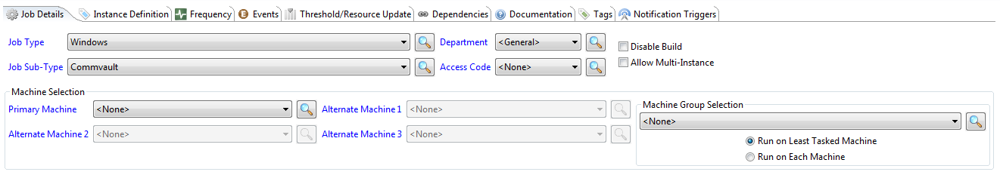 Job Details Instance Definition Frequency Events Threshold/Resource Update Dependencies Documentation Tags Notification Triggers
Job Type Windows Department <General> Disable Build
Job Sub-Type Commvault Access Code <None> Allow Multi-Instance
Machine Selection
Primary Machine <None> Alternate Machine 1 <None>
Alternate Machine 2 <None> Alternate Machine 3 <None>
Machine Group Selection
<None>
Run on Least Tasked Machine
Run on Each Machine